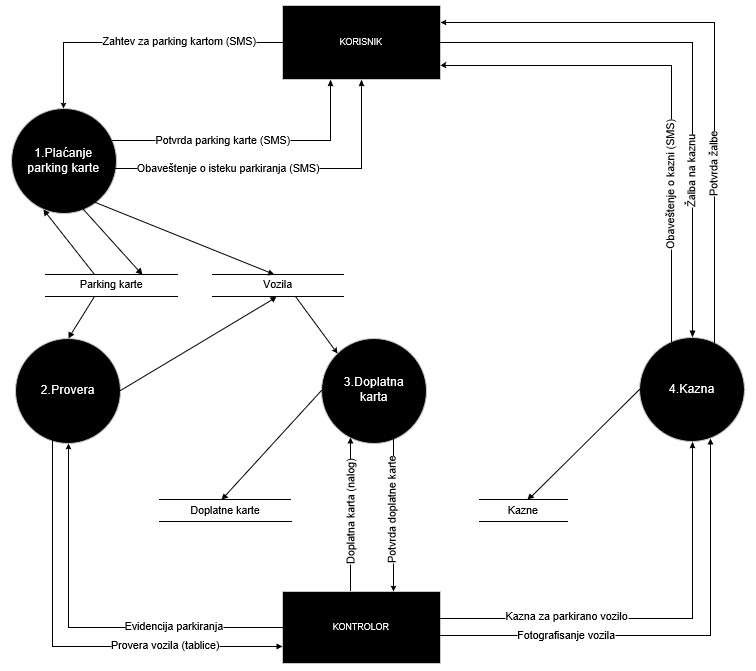 KORISNIK
Zahtev za parking kartom (SMS)
1.Plaćanje
parking karte
Potvrda parking karte (SMS)
Obaveštenje o isteku parkiranja (SMS)
Obaveštenje o kazni (SMS)
Žalba na kaznu
Potvrda žalbe
Parking karte
Vozila
2.Provera
3.Doplatna
karta
4.Kazna
Doplatne karte
Kazne
Doplatna karta (nalog)
Potvrda doplatne karte
Evidencija parkiranja
Provera vozila (tablice)
KONTROLOR
Kazna za parkirano vozilo
Fotografisanje vozila